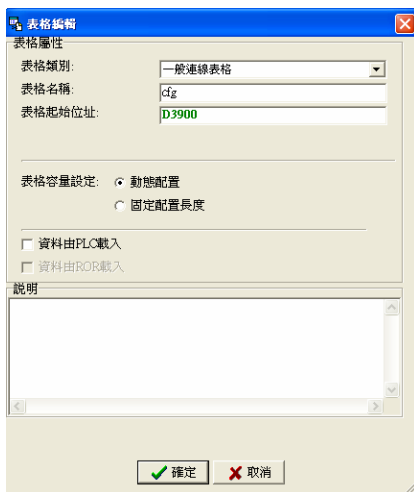 表格編輯
表格屬性
表格類別: 一般連線表格
表格名稱: cfg
表格起始位址: D3900
表格容量設定: 動態配置
固定配置長度
資料由PLC載入
資料由ROR載入
說明
確定 取消